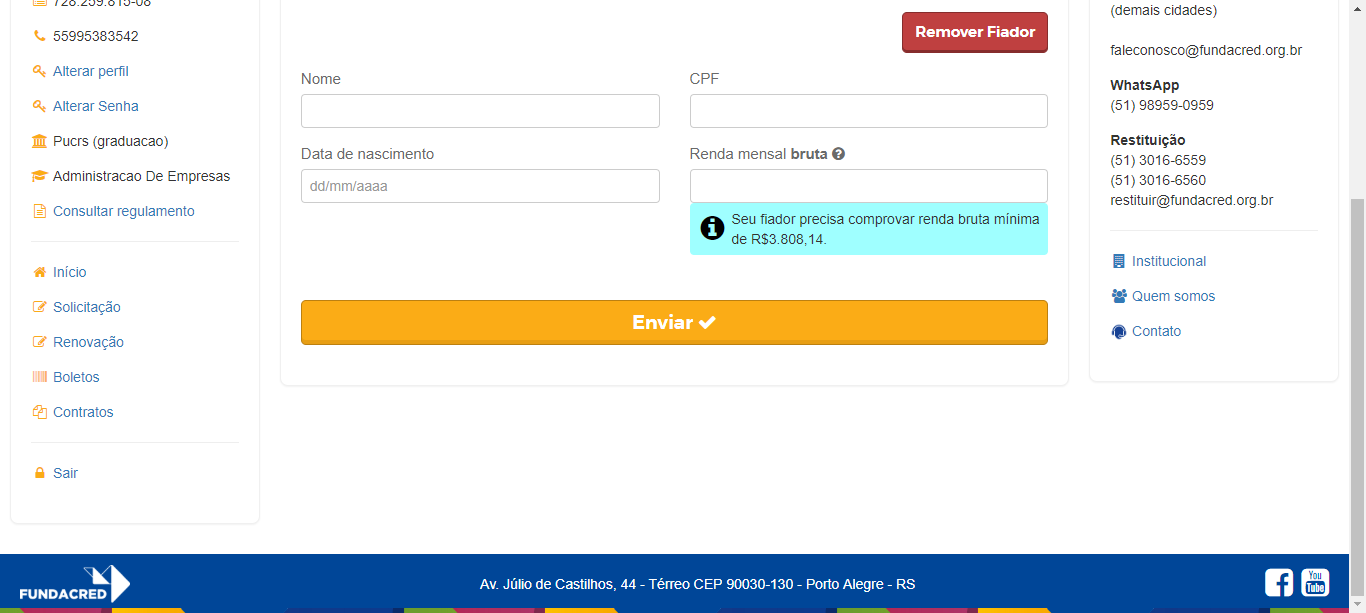 728.259.815-08
55995383542
Alterar perfil
Alterar Senha
Pucrs (graduacao)
Administracao De Empresas
Consultar regulamento
Início
Solicitação
Renovação
Boletos
Contratos
Sair
Remover Fiador
Nome
CPF
Data de nascimento
Renda mensal bruta
dd/mm/aaaa
Seu fiador precisa comprovar renda bruta mínima
de R$3.808,14.
Enviar
(demais cidades)
faleconosco@fundacred.org.br
WhatsApp
(51) 98959-0959
Restituição
(51) 3016-6559
(51) 3016-6560
restituir@fundacred.org.br
Institucional
Quem somos
Contato
FUNDACRED
Av. Júlio de Castilhos, 44 - Térreo CEP 90030-130 - Porto Alegre - RS
You
Tube